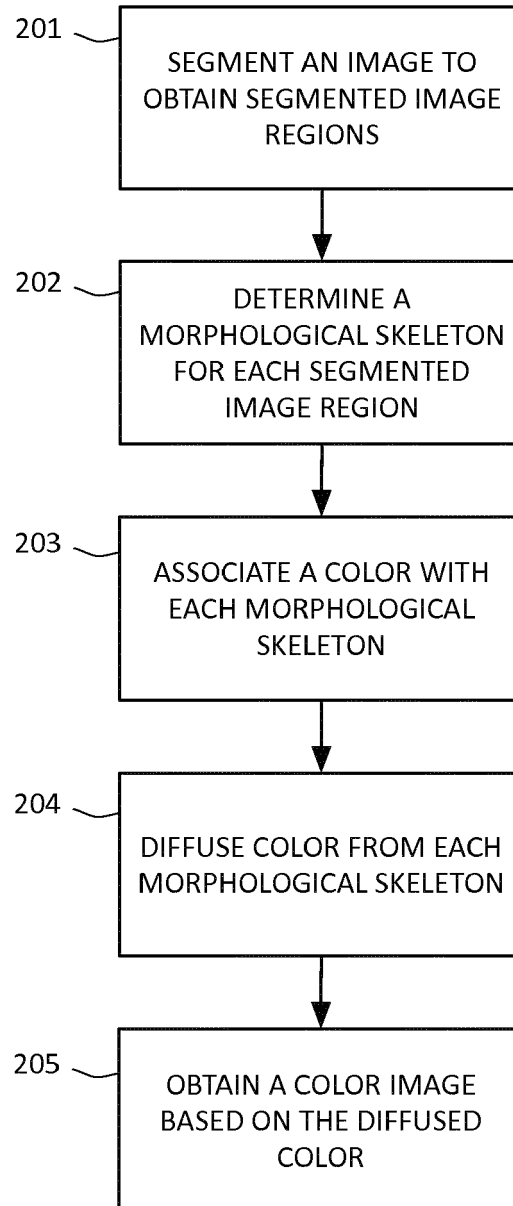 201
SEGMENT AN IMAGE TO
OBTAIN SEGMENTED IMAGE
REGIONS
202
DETERMINE A
MORPHOLOGICAL SKELETON
FOR EACH SEGMENTED
IMAGE REGION
203
ASSOCIATE A COLOR WITH
EACH MORPHOLOGICAL
SKELETON
204
DIFFUSE COLOR FROM EACH
MORPHOLOGICAL SKELETON
205
OBTAIN A COLOR IMAGE
BASED ON THE DIFFUSED
COLOR